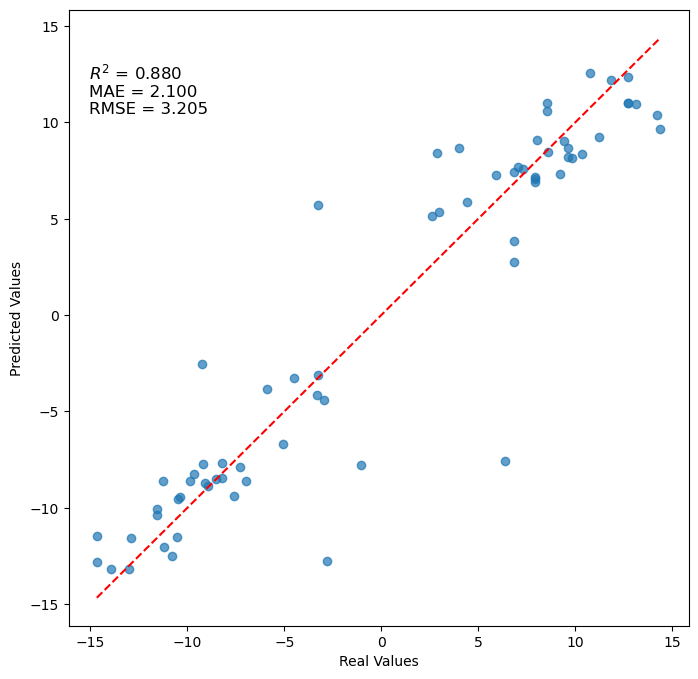 15
R² = 0.880
MAE = 2.100
RMSE = 3.205
10
5
0
−5
−10
−15
Predicted Values
−15 −10 −5 0 5 10 15
Real Values